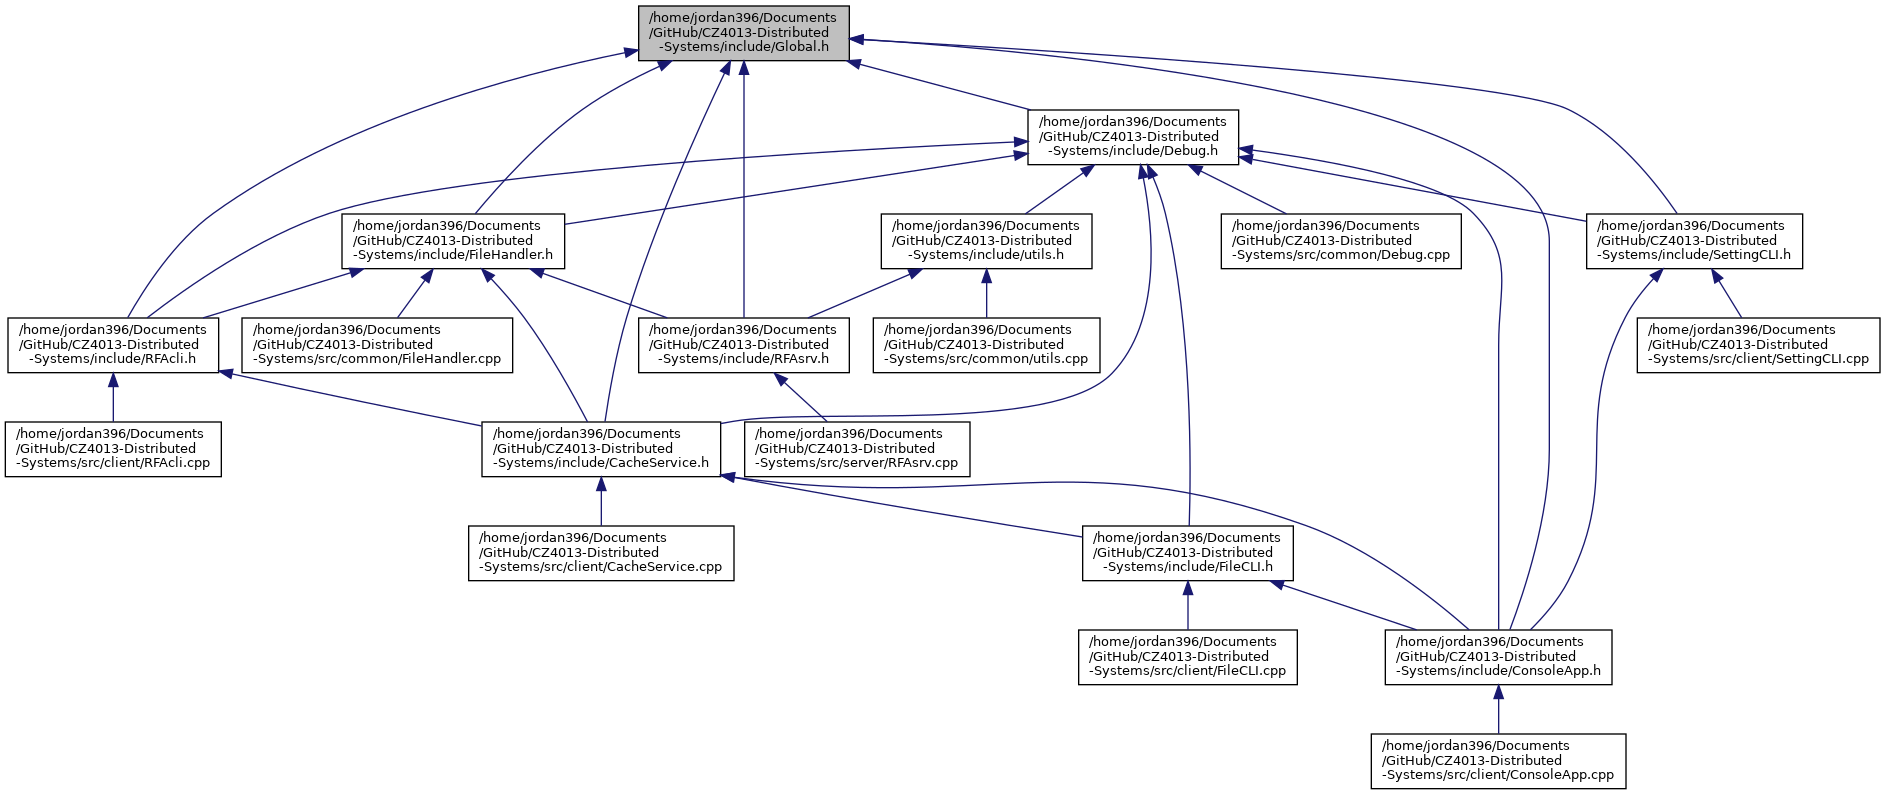 /home/jordan396/Documents
/GitHub/CZ4013-Distributed
-Systems/include/Global.h
/home/jordan396/Documents
/GitHub/CZ4013-Distributed
-Systems/include/Debug.h
/home/jordan396/Documents
/GitHub/CZ4013-Distributed
-Systems/include/FileHandler.h
/home/jordan396/Documents
/GitHub/CZ4013-Distributed
-Systems/include/utils.h
/home/jordan396/Documents
/GitHub/CZ4013-Distributed
-Systems/src/common/Debug.cpp
/home/jordan396/Documents
/GitHub/CZ4013-Distributed
-Systems/include/SettingCLI.h
/home/jordan396/Documents
/GitHub/CZ4013-Distributed
-Systems/include/RFAcli.h
/home/jordan396/Documents
/GitHub/CZ4013-Distributed
-Systems/src/common/FileHandler.cpp
/home/jordan396/Documents
/GitHub/CZ4013-Distributed
-Systems/include/RFAsrv.h
/home/jordan396/Documents
/GitHub/CZ4013-Distributed
-Systems/src/common/utils.cpp
/home/jordan396/Documents
/GitHub/CZ4013-Distributed
-Systems/src/client/SettingCLI.cpp
/home/jordan396/Documents
/GitHub/CZ4013-Distributed
-Systems/src/client/RFAcli.cpp
/home/jordan396/Documents
/GitHub/CZ4013-Distributed
-Systems/include/CacheService.h
/home/jordan396/Documents
/GitHub/CZ4013-Distributed
-Systems/src/server/RFAsrv.cpp
/home/jordan396/Documents
/GitHub/CZ4013-Distributed
-Systems/src/client/CacheService.cpp
/home/jordan396/Documents
/GitHub/CZ4013-Distributed
-Systems/include/FileCLI.h
/home/jordan396/Documents
/GitHub/CZ4013-Distributed
-Systems/src/client/FileCLI.cpp
/home/jordan396/Documents
/GitHub/CZ4013-Distributed
-Systems/include/ConsoleApp.h
/home/jordan396/Documents
/GitHub/CZ4013-Distributed
-Systems/src/client/ConsoleApp.cpp